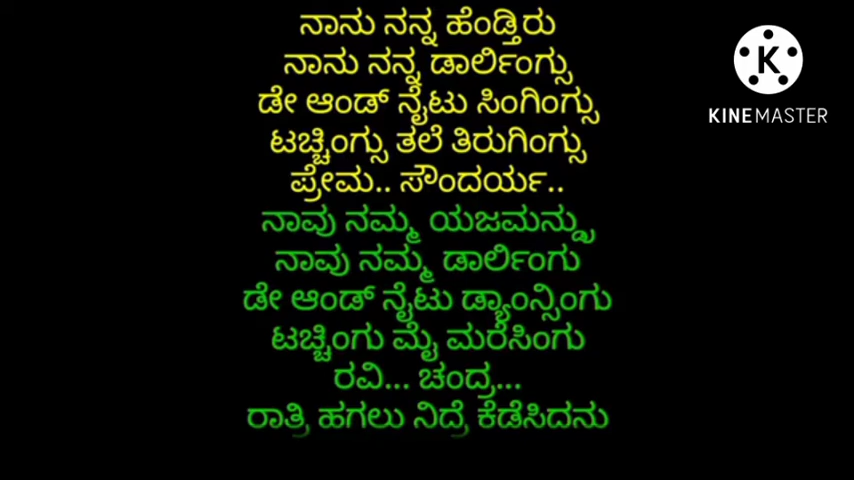 ನಾನು ನನ್ನ ಹೆಂಡ್ತಿರು
ನಾನು ನನ್ನ ಡಾರ್ಲಿಂಗ್ಸು
ಡೇ ಆಂಡ್ ನೈಟು ಸಿಂಗಿಂಗ್ಸು
ಟಚ್ಚಿಂಗ್ಸು ತಲೆ ತಿರುಗಿಂಗ್ಸು
ಪ್ರೇಮ.. ಸೌಂದರ್ಯ..
ನಾವು ನಮ್ಮ ಯಜಮನ್ದ್ರು
ನಾವು ನಮ್ಮ ಡಾರ್ಲಿಂಗು
ಡೇ ಆಂಡ್ ನೈಟು ಡ್ಯಾಂನ್ಸಿಂಗು
ಟಚ್ಚಿಂಗು ಮೈ ಮರೆಸಿಂಗು
ರವಿ... ಚಂದ್ರ...
ರಾತ್ರಿ ಹಗಲು ನಿದ್ರೆ ಕೆಡೆಸಿದನು
K
KINEMASTER